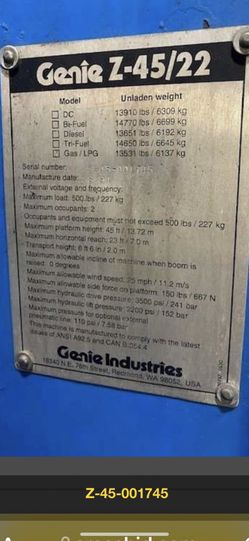 Genie Z-45/22
Model Unladen weight
DC 13910 lbs / 6309 kg
Bi-Fuel 14770 lbs / 6699 kg
Diesel 13651 lbs / 6192 kg
Tri-Fuel 14650 lbs / 6645 kg
Gas / LPG 13531 lbs / 6137 kg
Serial number: 45-001745
Manufacture date:
External voltage and frequency:
Maximum load: 500 lbs / 227 kg
Maximum occupants: 2
Occupants and equipment must not exceed 500 lbs / 227 kg
Maximum platform height: 45 ft / 13.72 m
Maximum horizontal reach: 23 ft / 7.0 m
Transport height: 6 ft 6 in / 2.0 m
Maximum allowable incline of machine when boom is
raised: 0 degrees
Maximum allowable wind speed: 25 mph / 11.2 m/s
Maximum allowable side force on platform: 150 lbs / 667 N
Maximum hydraulic drive pressure: 3500 psi / 241 bar
Maximum hydraulic lift pressure: 3200 psi / 152 bar
Maximum pressure for optional external
pneumatic line: 110 psi / 7.58 bar
This machine is manufactured to comply with the latest
issues of ANSI A92.5 and CAN B.354.4
Genie Industries
18340 N.E. 76th Street, Redmond, WA 98052, USA
Z-45-001745